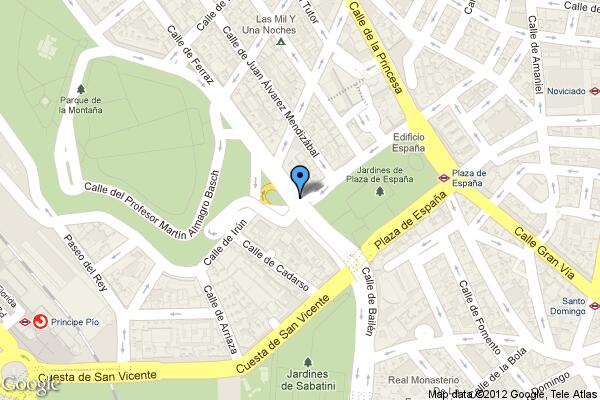 Las Mil Y
Una Noches
Tutor
Calle de la Princesa
Calle de Amaniel
Calle de Ferraz
Calle de Juan Álvarez Mendizábal
Noviciado
Parque de
la Montaña
Edificio
España
Jardines de
Plaza de España
Plaza de
España
Calle del Profesor Martín Almagro Basch
Plaza de España
Calle de Irún
Calle Gran Vía
Paseo del Rey
Calle de Cadarso
Calle de Bailén
Florida
Príncipe Pío
Calle de Arriaza
Cuesta de San Vicente
Calle de Fomento
Santo
Domingo
Cuesta de San Vicente
Jardines
de Sabatini
Real Monasterio
Calle de la Bola
Domingo
Google
Map data ©2012 Google, Tele Atlas